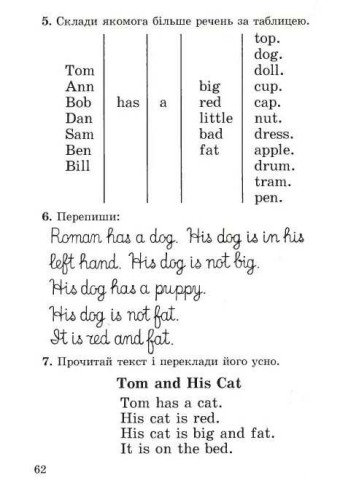 5. Склади якомога більше речень за таблицею.
top.
dog.
Tom doll.
Ann big cup.
Bob has a red cap.
Dan little nut.
Sam bad dress.
Ben fat apple.
Bill drum.
tram.
pen.
6. Перепиши:
Roman has a dog. His dog is in his
left hand. His dog is not big.
His dog has a puppy.
His dog is not fat.
It is red and fat.
7. Прочитай текст і переклади його усно.
Tom and His Cat
Tom has a cat.
His cat is red.
His cat is big and fat.
It is on the bed.
62